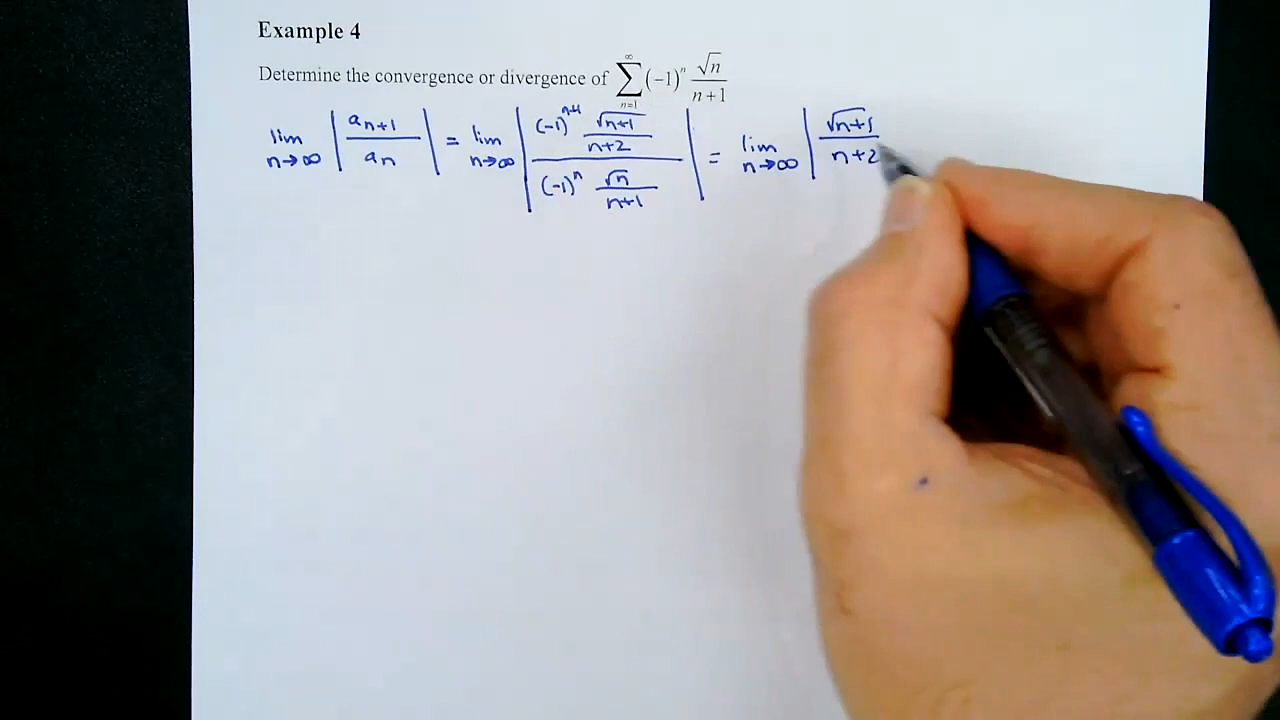 Example 4
Determine the convergence or divergence of ∑_{n=1}^{∞} (−1)^n √n/(n+1)
lim_{n→∞} |a_{n+1}/a_n| = lim_{n→∞} |((-1)^{n+1} √(n+1)/(n+2))/((-1)^n √n/(n+1))| = lim_{n→∞} |√(n+1)/(n+2)